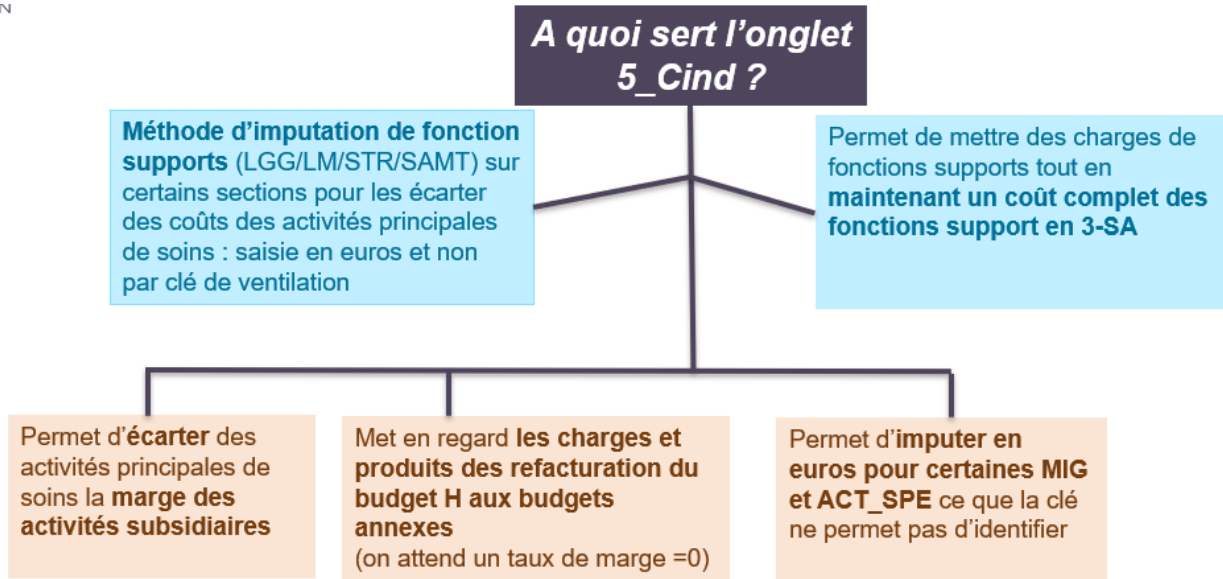 N
A quoi sert l'onglet
5_Cind ?
Méthode d'imputation de fonction
supports (LGG/LM/STR/SAMT) sur
certains sections pour les écarter
des coûts des activités principales
de soins : saisie en euros et non
par clé de ventilation
Permet de mettre des charges de
fonctions supports tout en
maintenant un coût complet des
fonctions support en 3-SA
Permet d'écarter des
activités principales de
soins la marge des
activités subsidiaires
Met en regard les charges et
produits des refacturation du
budget H aux budgets
annexes
(on attend un taux de marge =0)
Permet d'imputer en
euros pour certaines MIG
et ACT_SPE ce que la clé
ne permet pas d'identifier